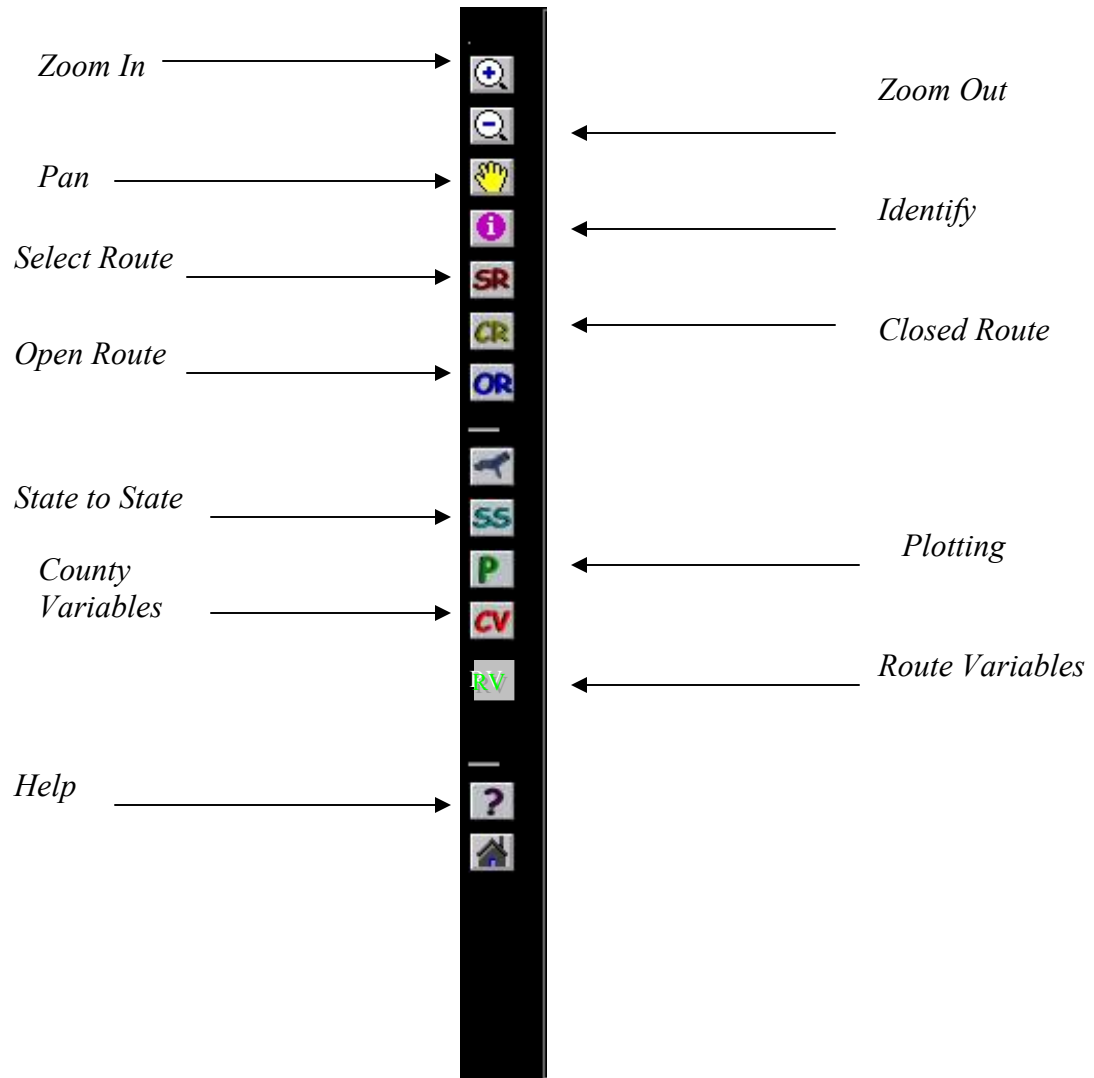 Zoom In
Zoom Out
Pan
i
Identify
Select Route
SR
CR
Closed Route
Open Route
OR
State to State
SS
Plotting
P
County
Variables
CV
Route Variables
RV
Help
?